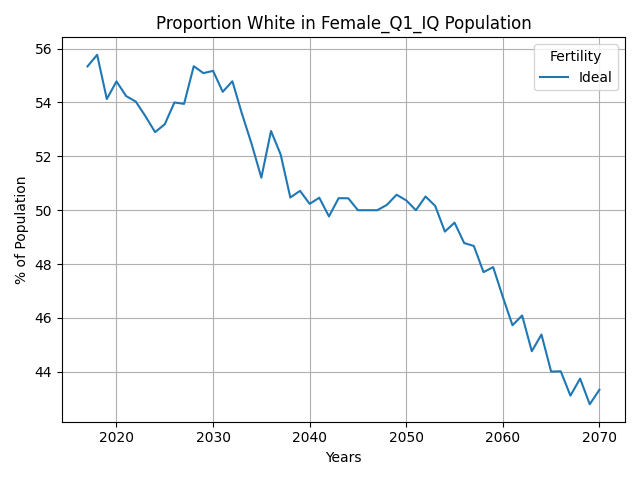 Proportion White in Female_Q1_IQ Population
Fertility
Ideal
% of Population
56
54
52
50
48
46
44
2020 2030 2040 2050 2060 2070
Years